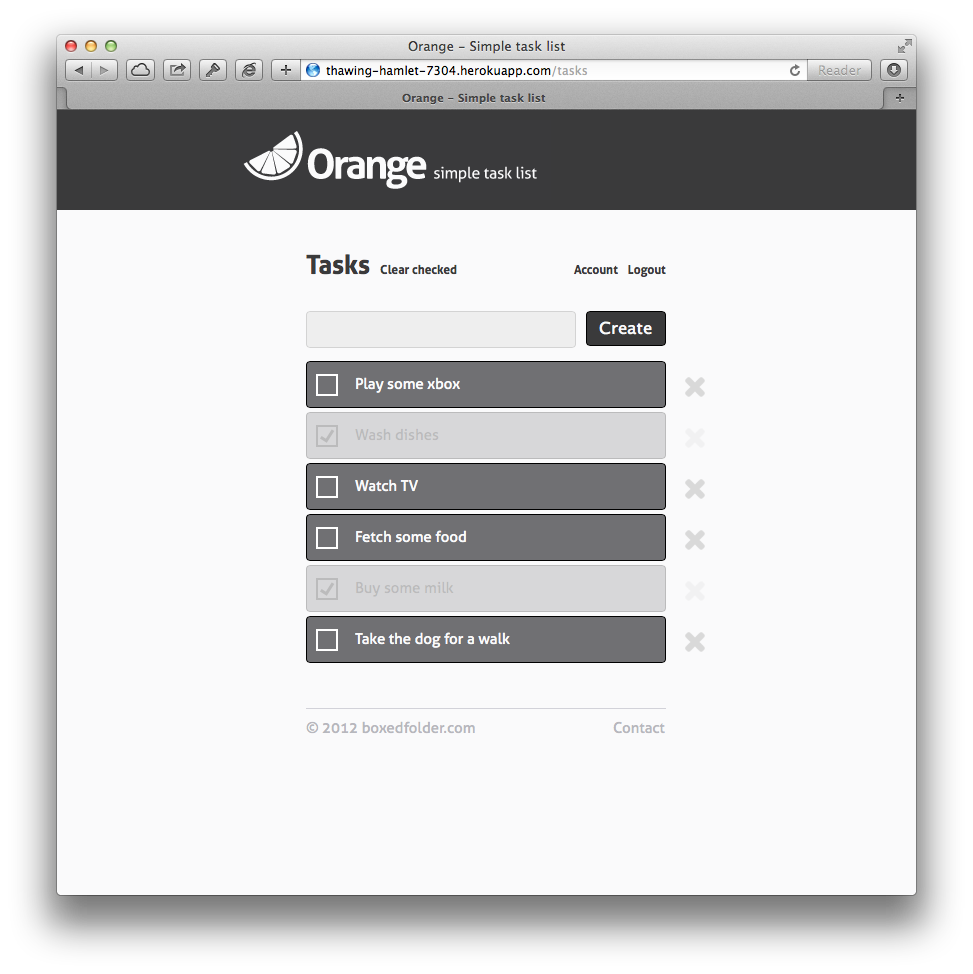 Orange – Simple task list
thawing-hamlet-7304.herokuapp.com/tasks
Reader
Orange – Simple task list
Orange simple task list
Tasks Clear checked Account Logout
Create
Play some xbox
Wash dishes
Watch TV
Fetch some food
Buy some milk
Take the dog for a walk
© 2012 boxedfolder.com Contact